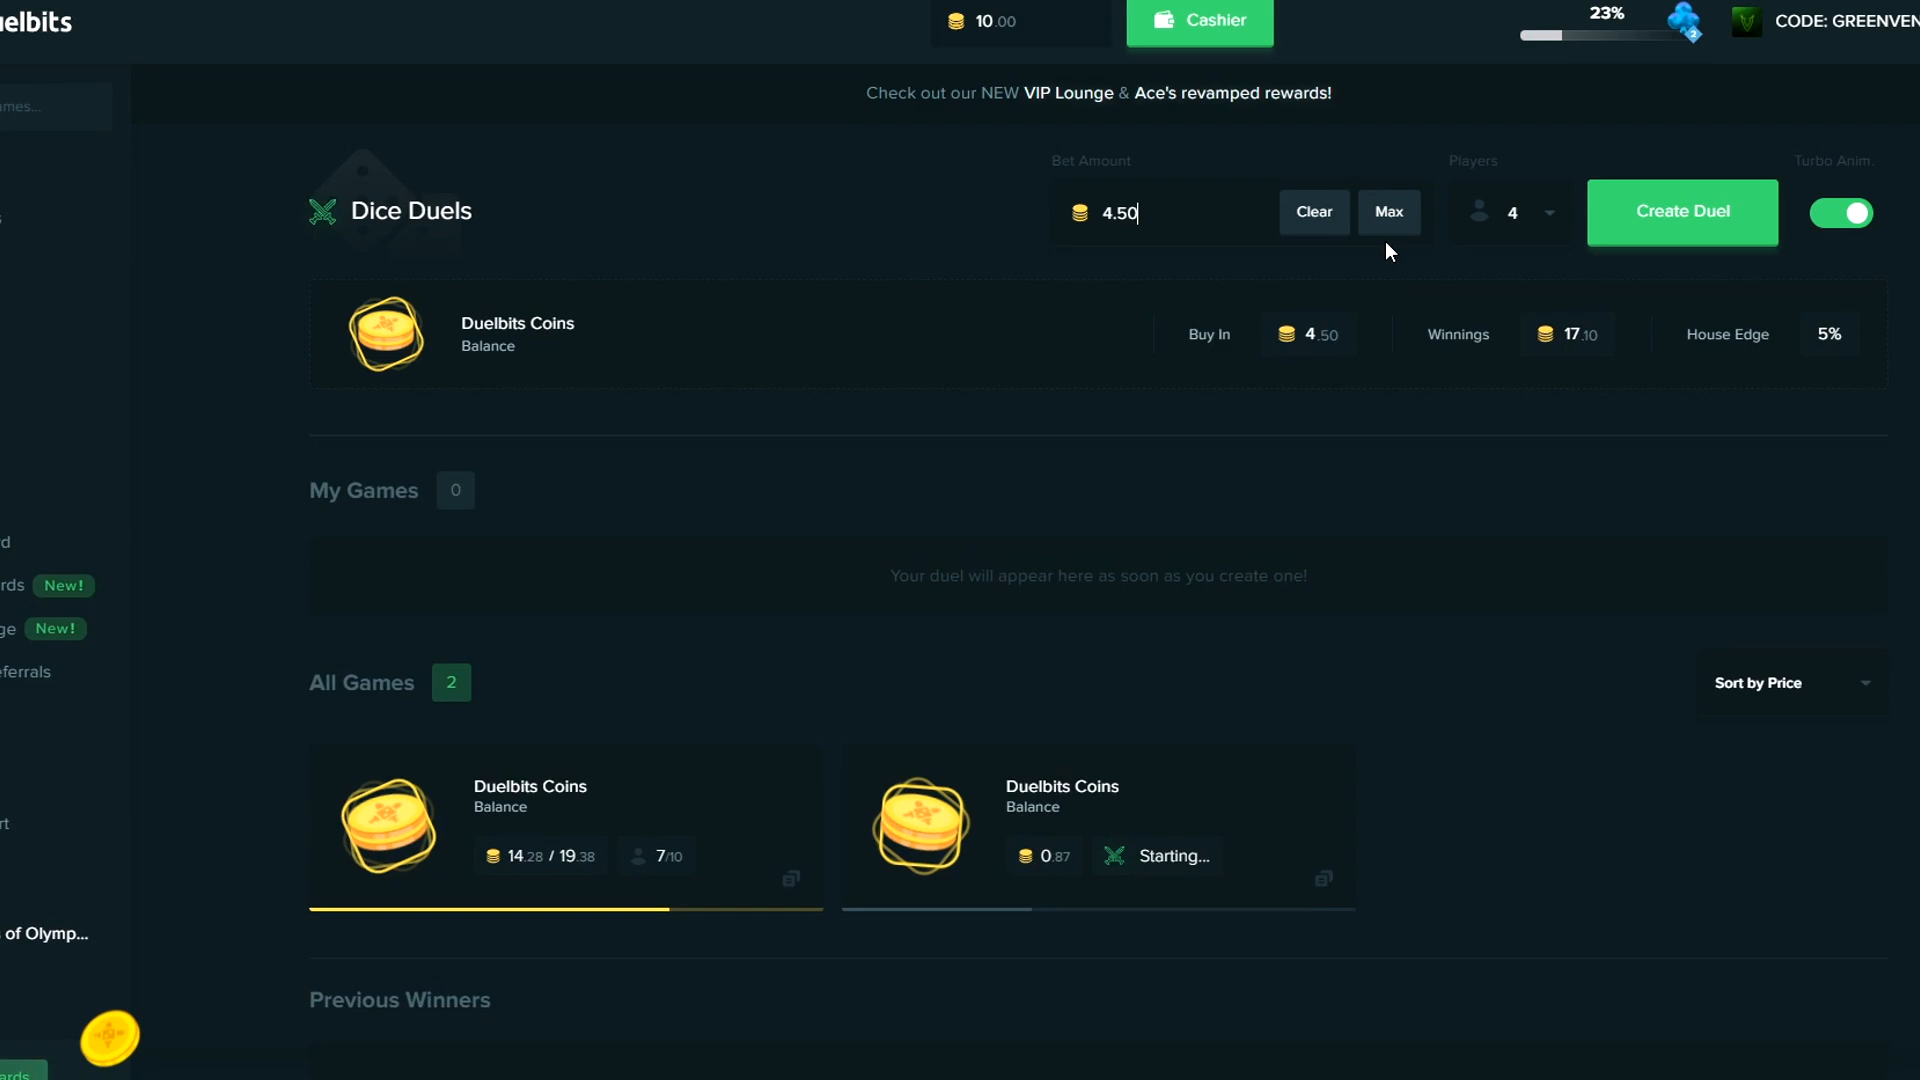 uelbits
10.00
Cashier
23%
2
CODE: GREENVEN
ames...
Check out our NEW VIP Lounge & Ace's revamped rewards!
Bet Amount
Players
Turbo Anim.
Dice Duels
4.50
Clear
Max
4
Create Duel
Duelbits Coins
Balance
Buy In
4.50
Winnings
17.10
House Edge
5%
s
My Games
0
Your duel will appear here as soon as you create one!
d
rds
New!
ge
New!
eferrals
All Games
2
Sort by Price
Duelbits Coins
Balance
14.28 / 19.38
7/10
Duelbits Coins
Balance
0.87
Starting...
rt
s of Olymp...
Previous Winners
ards